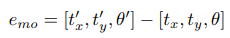 e_{mo} = [t'_x, t'_y, θ'] − [t_x, t_y, θ]